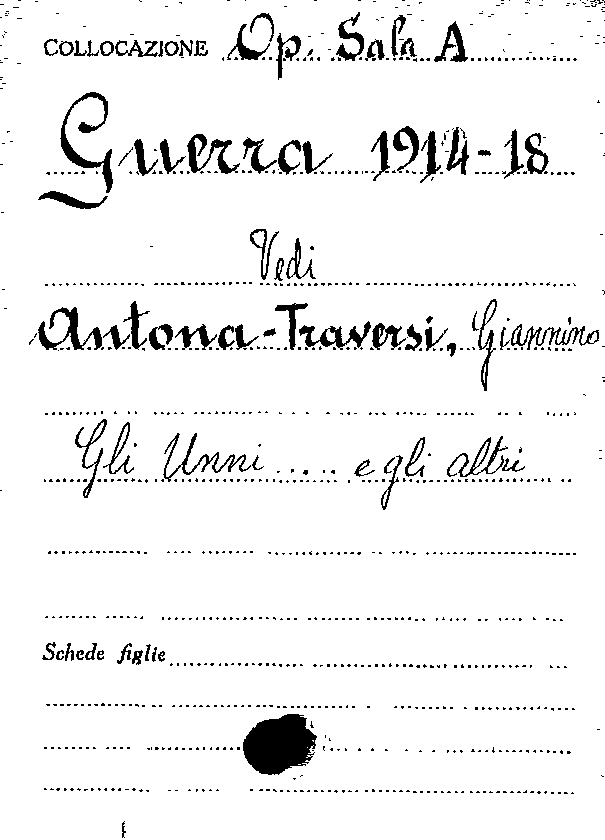 COLLOCAZIONE Op. Sala A
Guerra 1914-18
Vedi
Antona-Traversi, Giannino
Gli Unni ..... e gli altri
Schede figlie